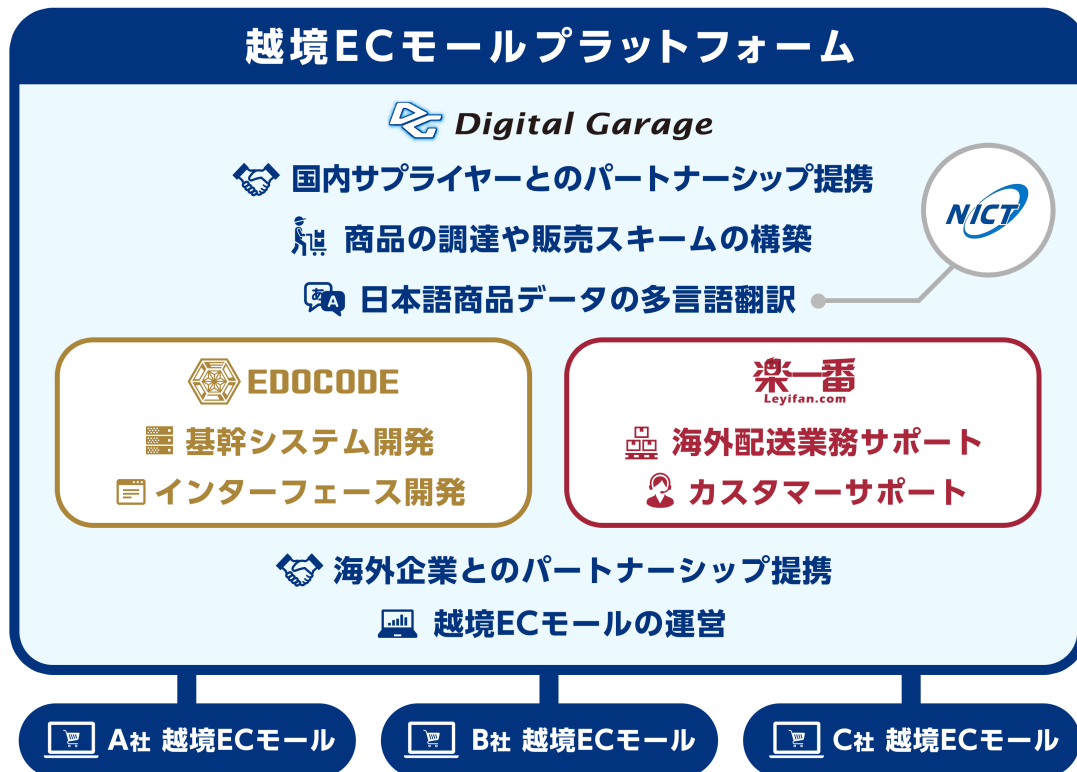 越境ECモールプラットフォーム
DG Digital Garage
国内サプライヤーとのパートナーシップ提携
NICT
商品の調達や販売スキームの構築
あA 日本語商品データの多言語翻訳
EDOCODE
基幹システム開発
インターフェース開発
楽一番
Leyifan.com
海外配送業務サポート
カスタマーサポート
海外企業とのパートナーシップ提携
越境ECモールの運営
A社 越境ECモール
B社 越境ECモール
C社 越境ECモール